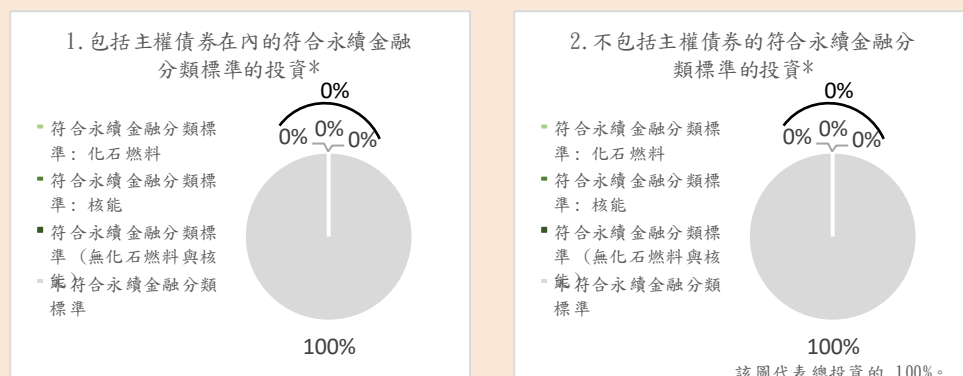 1.包括主權債券在內的符合永續金融
分類標準的投資*
0%
0%
0%
0%
符合永續金融分類標
準：化石燃料
符合永續金融分類標
準：核能
符合永續金融分類標
準（無化石燃料與核
能）
不符合永續金融分類
標準
100%
2.不包括主權債券的符合永續金融分
類標準的投資*
0%
0%
0%
0%
符合永續金融分類標
準：化石燃料
符合永續金融分類標
準：核能
符合永續金融分類標
準（無化石燃料與核
能）
不符合永續金融分類
標準
100%
該圖代表總投資的 100%。